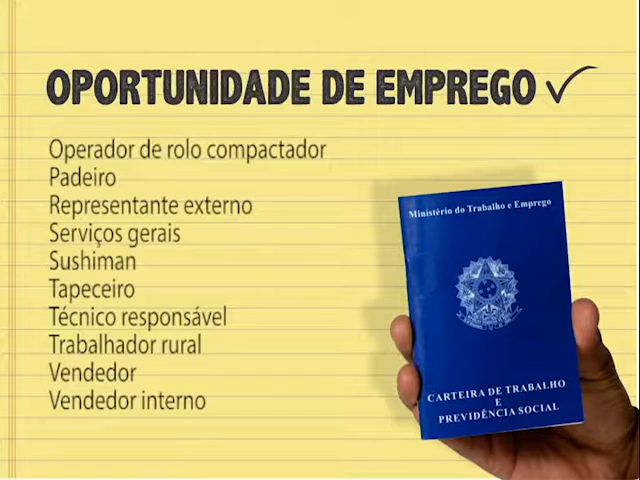 OPORTUNIDADE DE EMPREGO
Operador de rolo compactador
Padeiro
Representante externo
Serviços gerais
Sushiman
Tapeceiro
Técnico responsável
Trabalhador rural
Vendedor
Vendedor interno
Ministério do Trabalho e Emprego
CARTEIRA DE TRABALHO
E
PREVIDÊNCIA SOCIAL